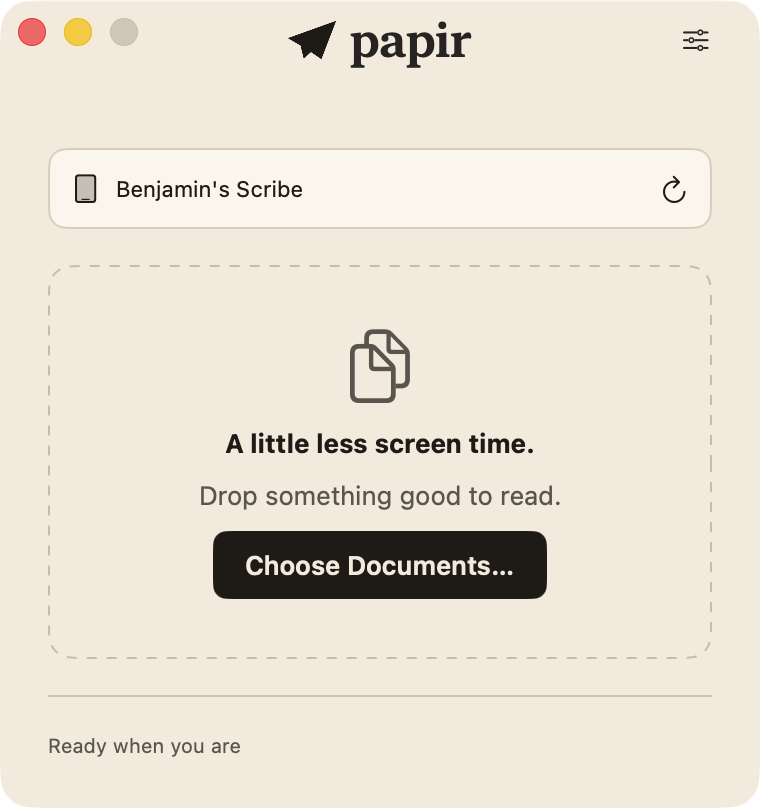 papir
Benjamin's Scribe
A little less screen time.
Drop something good to read.
Choose Documents...
Ready when you are